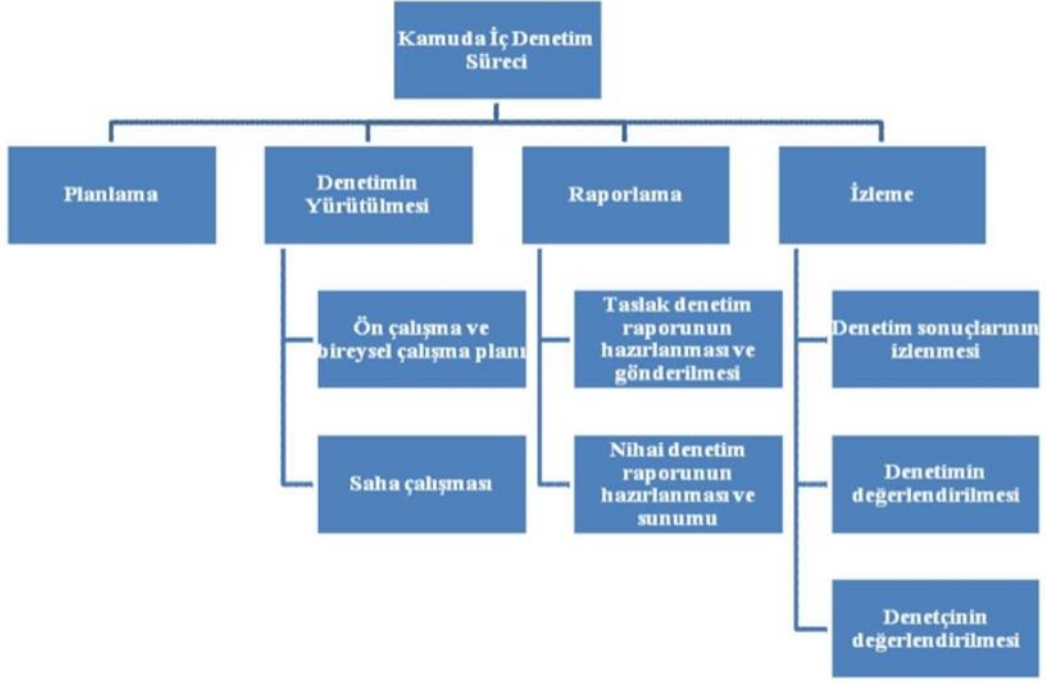 Kamuda İç Denetim
Süreci
Planlama
Denetimin
Yürütülmesi
Raporlama
İzleme
Ön çalışma ve
bireysel çalışma planı
Saha çalışması
Taslak denetim
raporunun
hazırlanması ve
gönderilmesi
Nihai denetim
raporunun
hazırlanması ve
sunumu
Denetim sonuçlarının
izlenmesi
Denetimin
değerlendirilmesi
Denetçinin
değerlendirilmesi